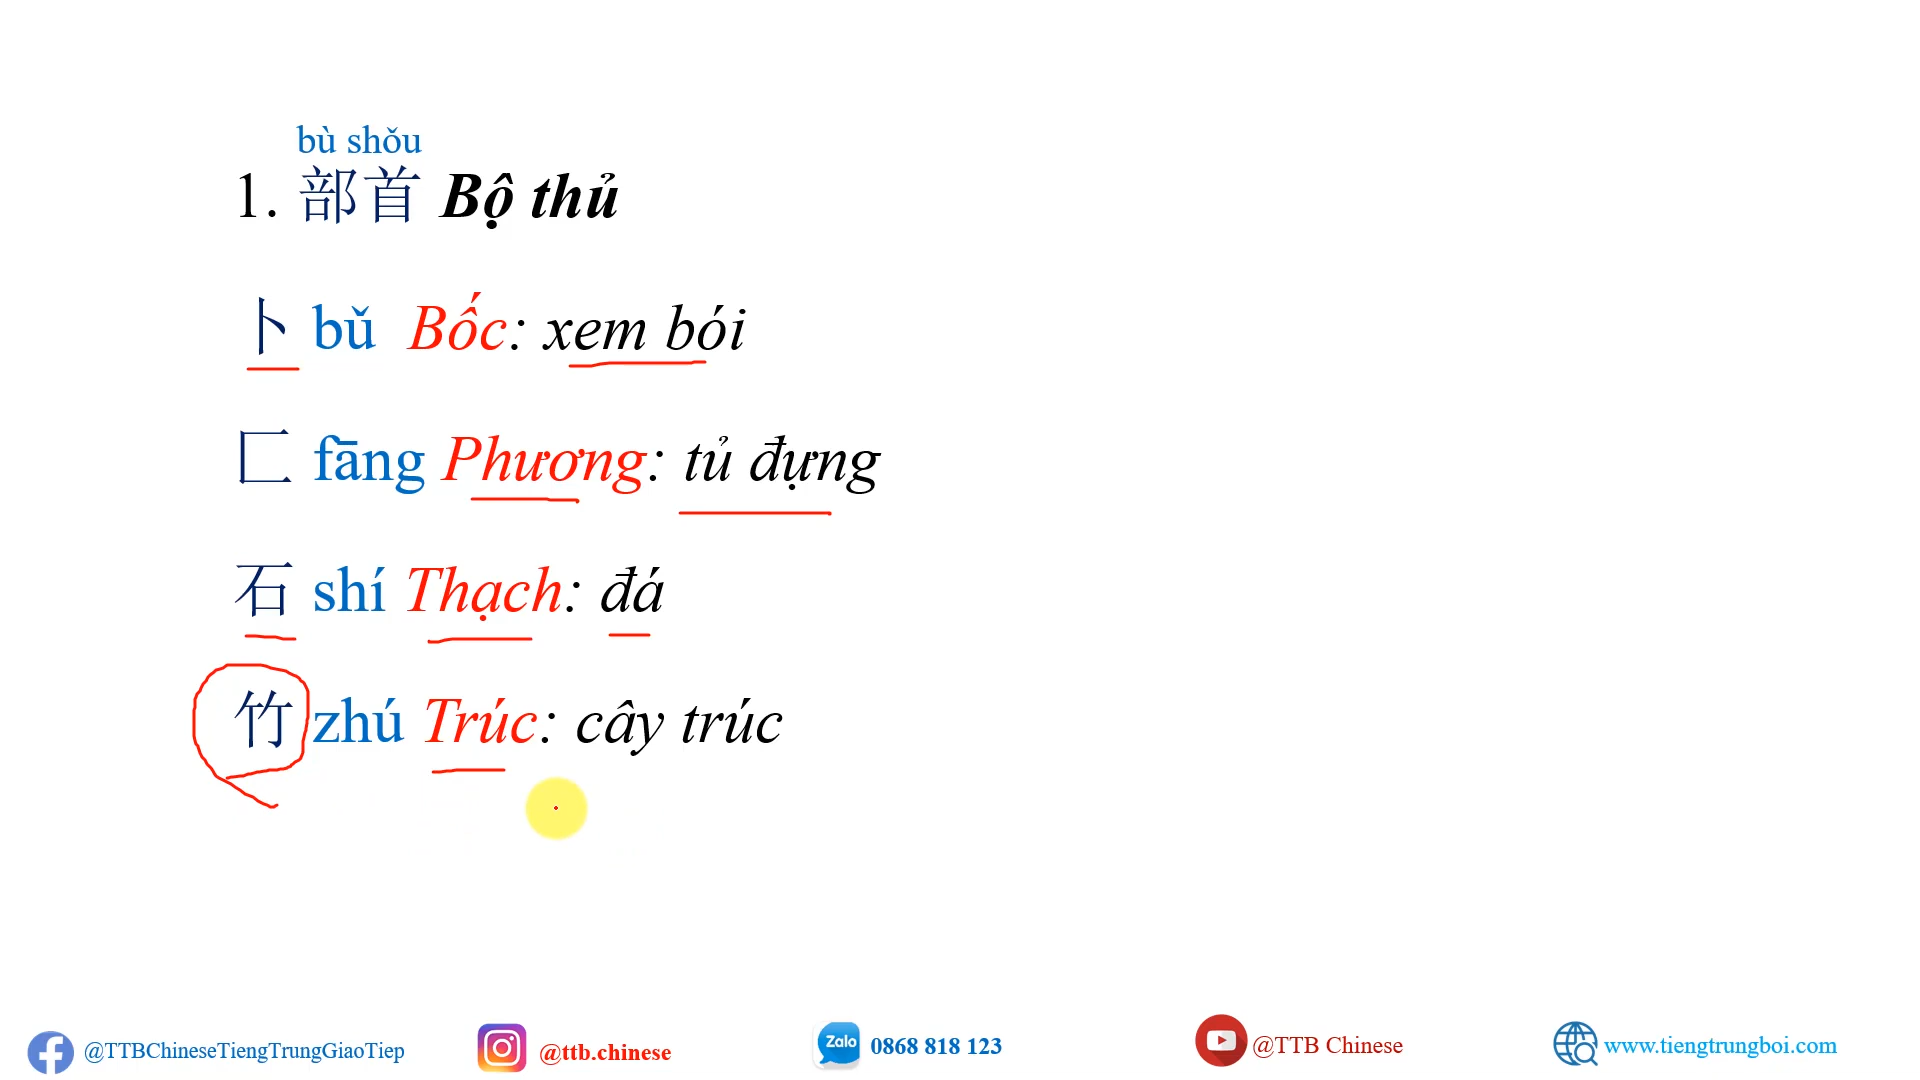 bù shǒu
1. 部首 Bộ thủ
卜 bǔ Bốc: xem bói
匚 fāng Phương: tủ đựng
石 shí Thạch: đá
竹 zhú Trúc: cây trúc
@TTBChineseTiengTrungGiaoTiep @ttb.chinese Zalo 0868 818 123 @TTB Chinese www.tiengtrungboi.com